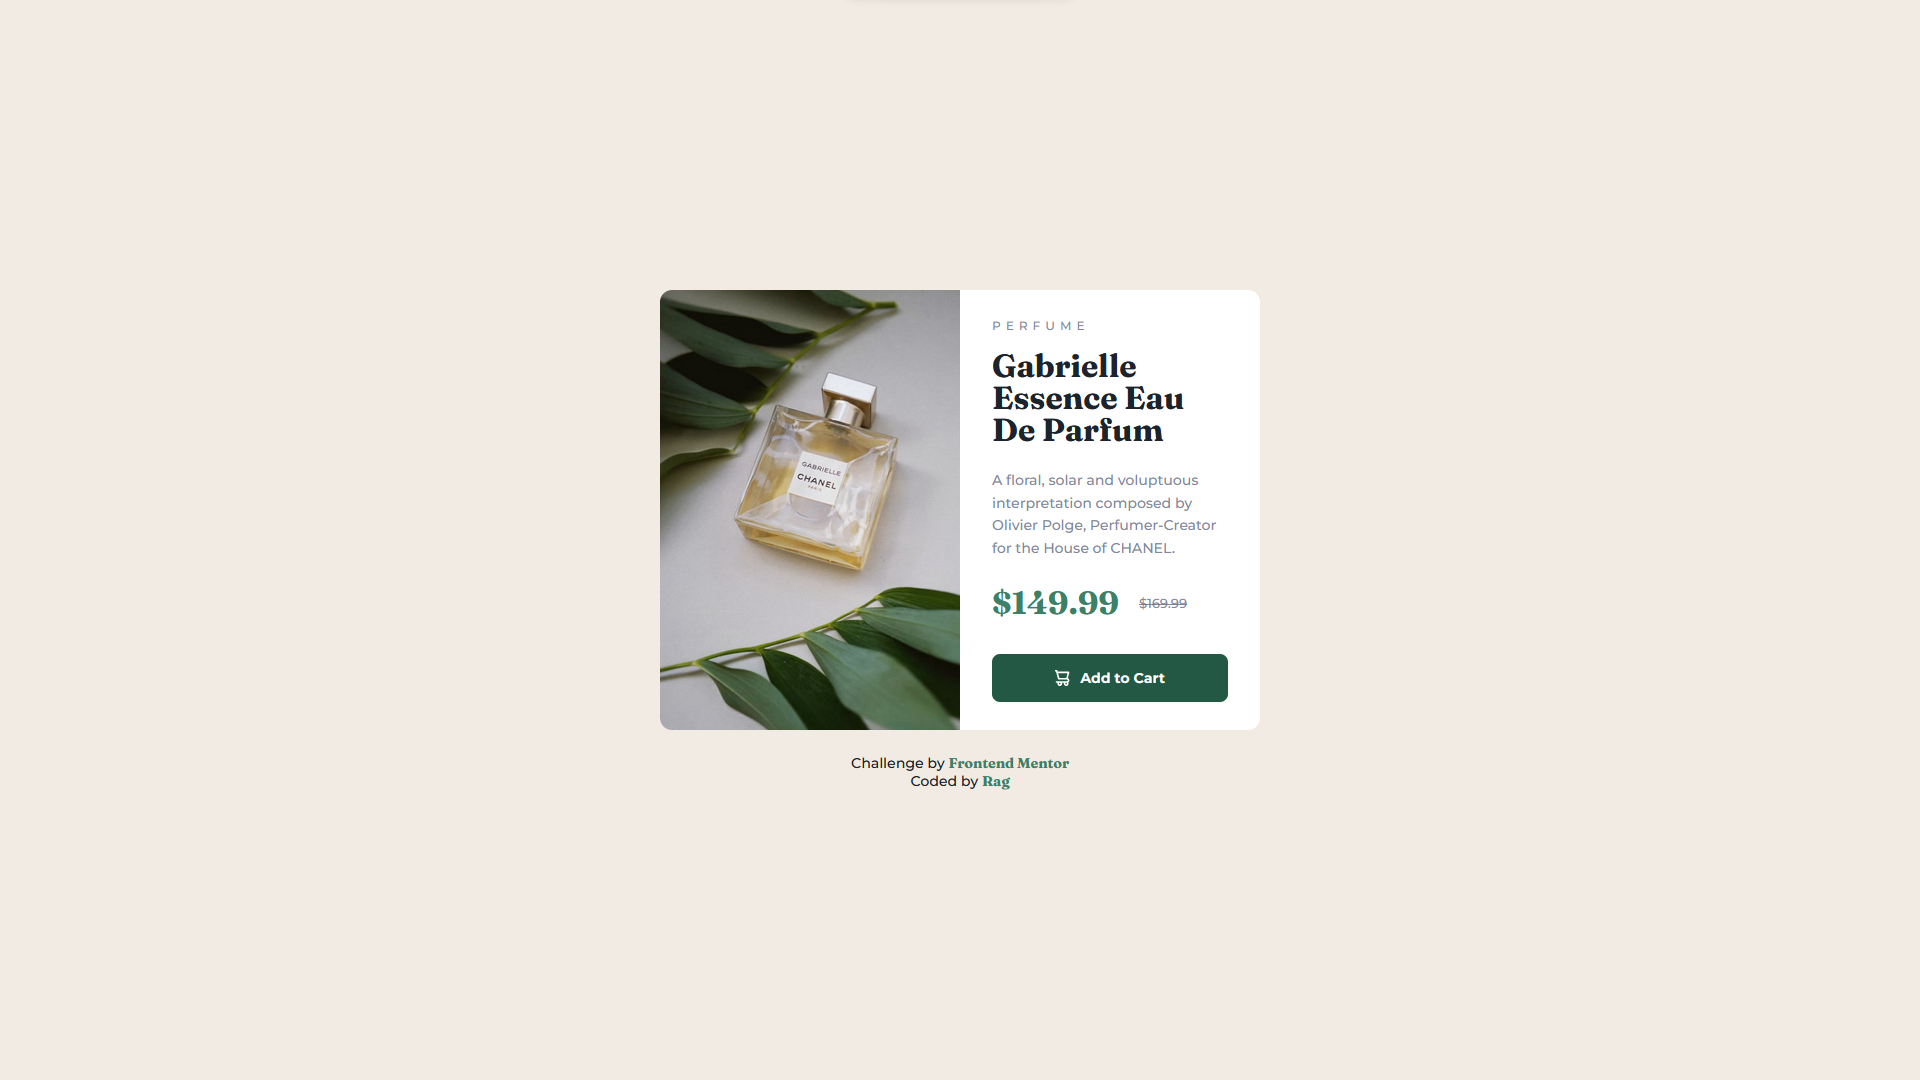 GABRIELLE
CHANEL
PARIS
PERFUME
Gabrielle
Essence Eau
De Parfum
A floral, solar and voluptuous
interpretation composed by
Olivier Polge, Perfumer-Creator
for the House of CHANEL.
$149.99 $169.99
Add to Cart
Challenge by Frontend Mentor
Coded by Rag